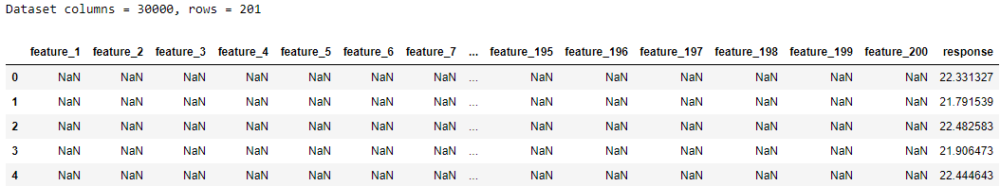 Dataset columns = 30000, rows = 201
feature_1 feature_2 feature_3 feature_4 feature_5 feature_6 feature_7 ... feature_195 feature_196 feature_197 feature_198 feature_199 feature_200 response
0 NaN NaN NaN NaN NaN NaN NaN ... NaN NaN NaN NaN NaN NaN 22.331327
1 NaN NaN NaN NaN NaN NaN NaN ... NaN NaN NaN NaN NaN NaN 21.791539
2 NaN NaN NaN NaN NaN NaN NaN ... NaN NaN NaN NaN NaN NaN 22.482583
3 NaN NaN NaN NaN NaN NaN NaN ... NaN NaN NaN NaN NaN NaN 21.906473
4 NaN NaN NaN NaN NaN NaN NaN ... NaN NaN NaN NaN NaN NaN 22.444643